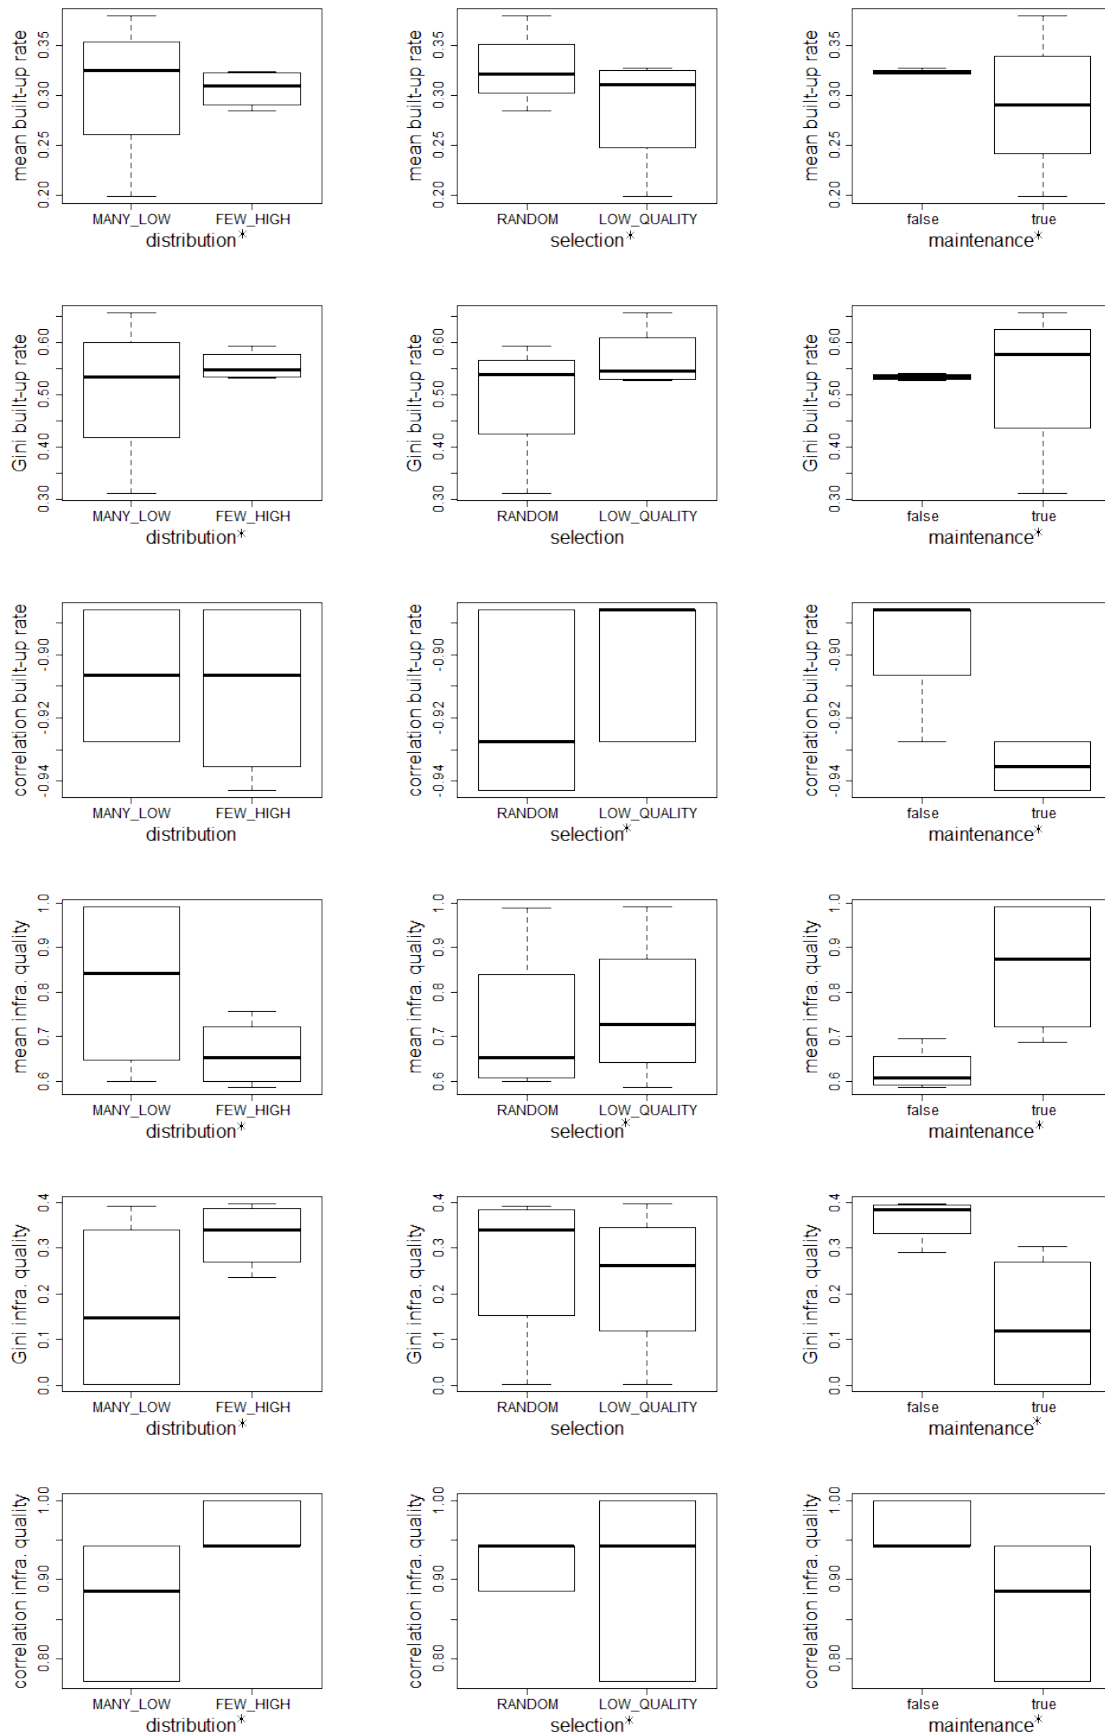 mean built-up rate
0.20 0.25 0.30 0.35
MANY_LOW FEW_HIGH
distribution*
mean built-up rate
0.20 0.25 0.30 0.35
RANDOM LOW_QUALITY
selection*
mean built-up rate
0.20 0.25 0.30 0.35
false true
maintenance*
Gini built-up rate
0.30 0.40 0.50 0.60
MANY_LOW FEW_HIGH
distribution*
Gini built-up rate
0.30 0.40 0.50 0.60
RANDOM LOW_QUALITY
selection
Gini built-up rate
0.30 0.40 0.50 0.60
false true
maintenance*
correlation built-up rate
-0.94 -0.92 -0.90
MANY_LOW FEW_HIGH
distribution
correlation built-up rate
-0.94 -0.92 -0.90
RANDOM LOW_QUALITY
selection*
correlation built-up rate
-0.94 -0.92 -0.90
false true
maintenance*
mean infra. quality
0.6 0.7 0.8 0.9 1.0
MANY_LOW FEW_HIGH
distribution*
mean infra. quality
0.6 0.7 0.8 0.9 1.0
RANDOM LOW_QUALITY
selection*
mean infra. quality
0.6 0.7 0.8 0.9 1.0
false true
maintenance*
Gini infra. quality
0.0 0.1 0.2 0.3 0.4
MANY_LOW FEW_HIGH
distribution*
Gini infra. quality
0.0 0.1 0.2 0.3 0.4
RANDOM LOW_QUALITY
selection
Gini infra. quality
0.0 0.1 0.2 0.3 0.4
false true
maintenance*
correlation infra. quality
0.80 0.90 1.00
MANY_LOW FEW_HIGH
distribution*
correlation infra. quality
0.80 0.90 1.00
RANDOM LOW_QUALITY
selection*
correlation infra. quality
0.80 0.90 1.00
false true
maintenance*